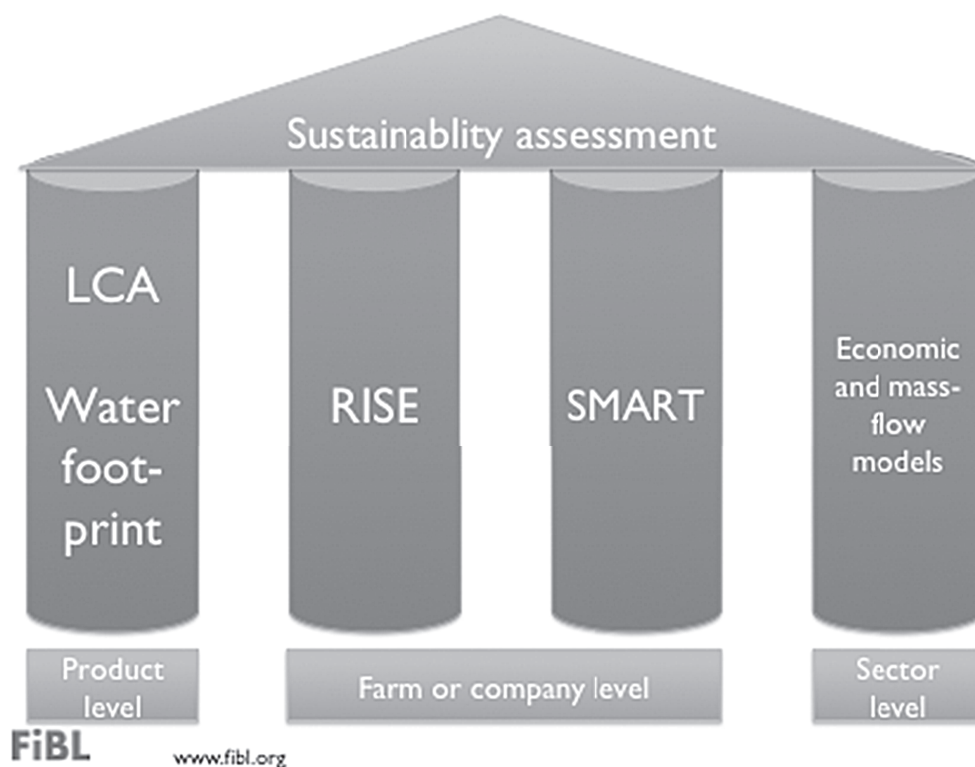 Sustainablity assessment
LCA
Water
foot-
print
RISE
SMART
Economic
and mass-
flow
models
Product
level
Farm or company level
Sector
level
FiBL
www.fibl.org